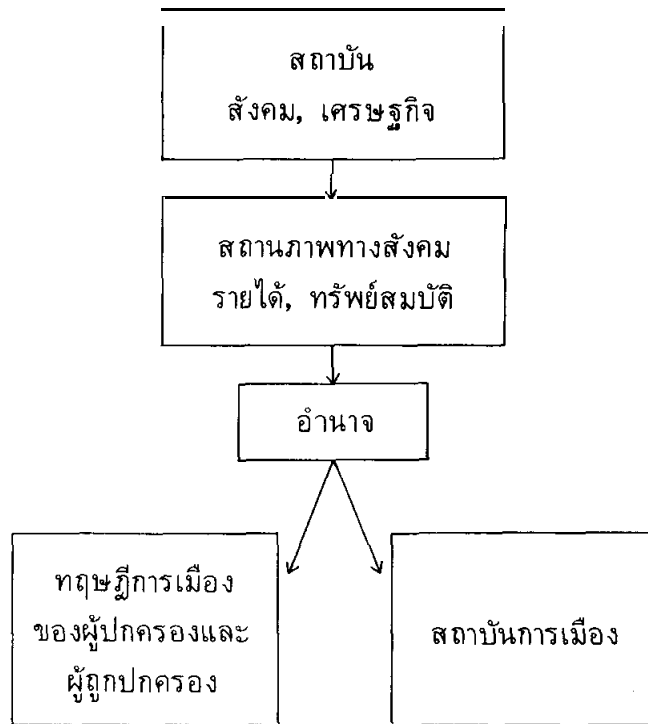 สถาบัน
สังคม, เศรษฐกิจ
สถานภาพทางสังคม
รายได้, ทรัพย์สมบัติ
อำนาจ
ทฤษฎีการเมือง
ของผู้ปกครองและ
ผู้ถูกปกครอง
สถาบันการเมือง